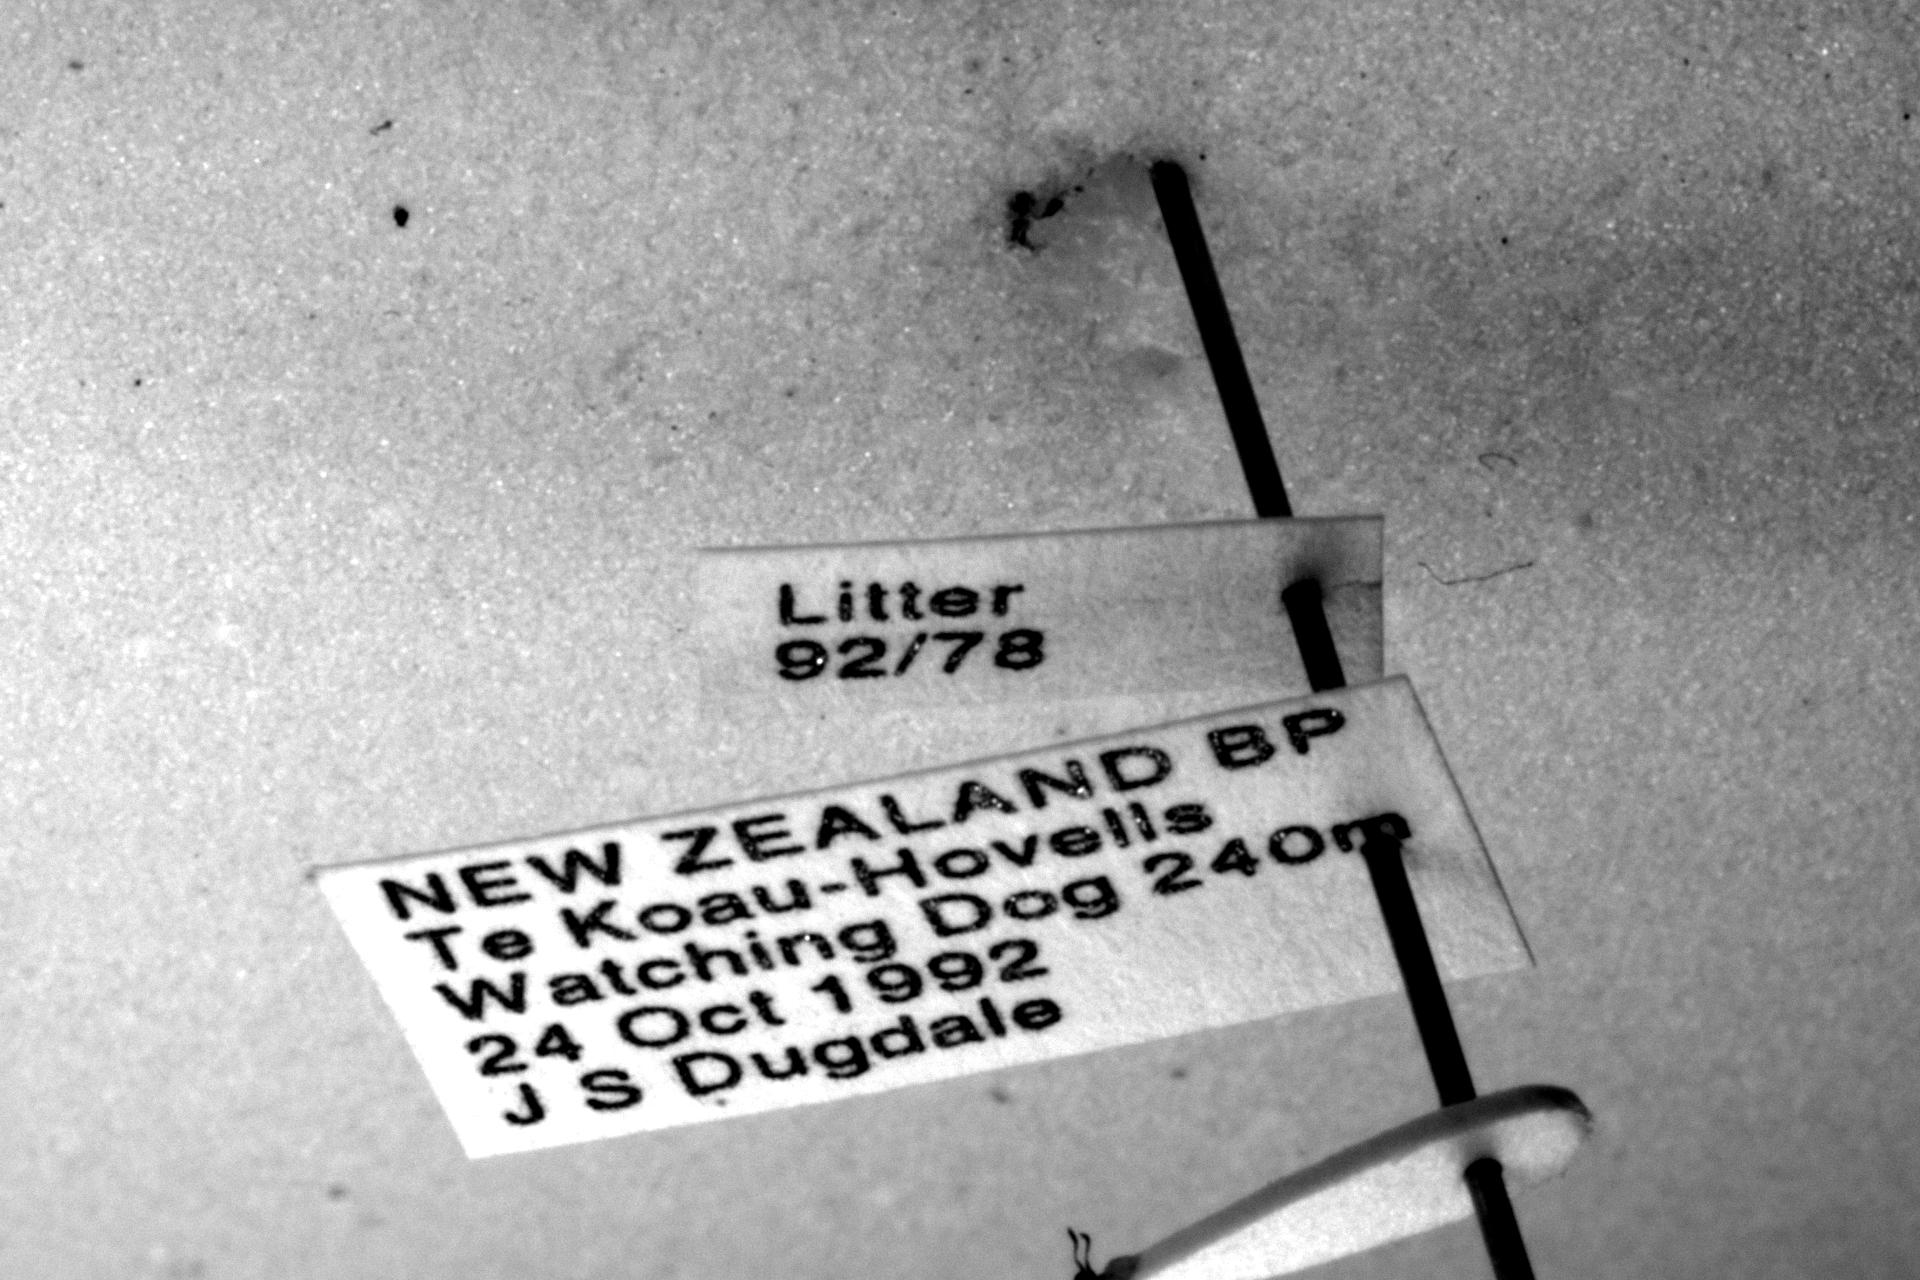 Litter
92/78
NEW ZEALAND BP
Te Koau-Hovells
Watching Dog 240m
24 Oct 1992
J S Dugdale